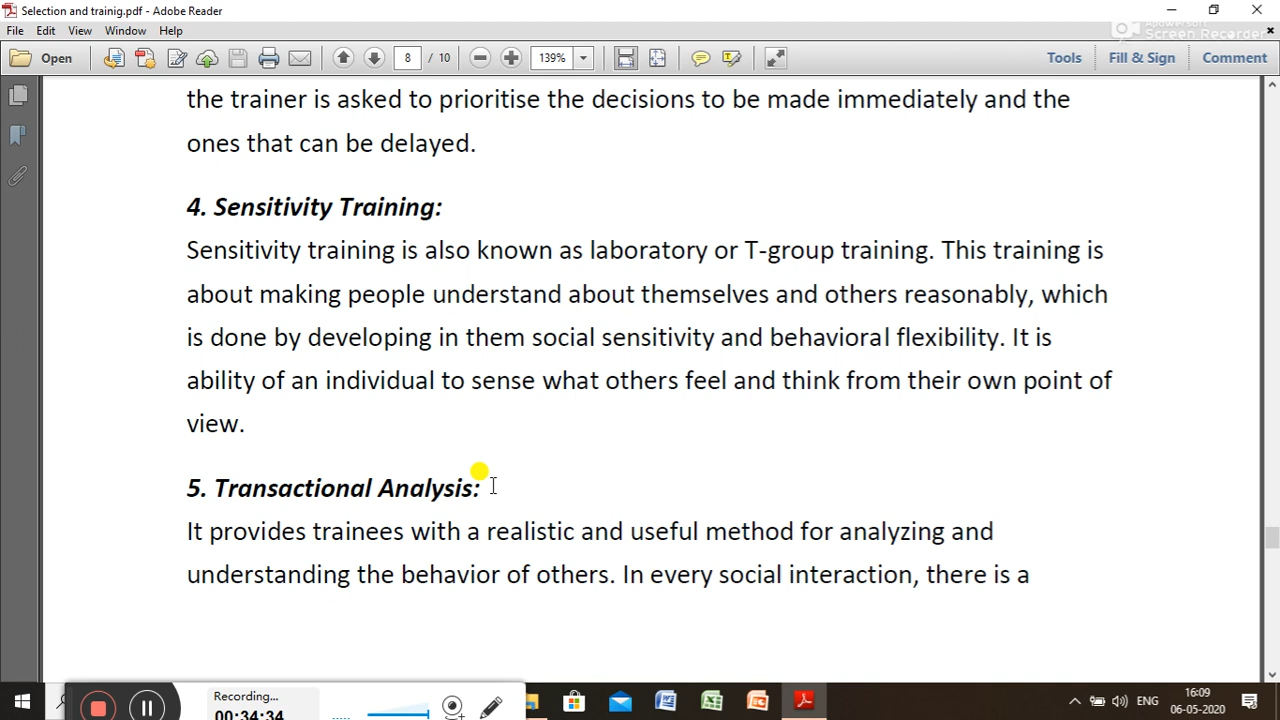 Selection and trainig.pdf - Adobe Reader
File Edit View Window Help
Apowersoft
Screen Recorder
Open 8 / 10 139% Tools Fill & Sign Comment
the trainer is asked to prioritise the decisions to be made immediately and the
ones that can be delayed.
4. Sensitivity Training:
Sensitivity training is also known as laboratory or T-group training. This training is
about making people understand about themselves and others reasonably, which
is done by developing in them social sensitivity and behavioral flexibility. It is
ability of an individual to sense what others feel and think from their own point of
view.
5. Transactional Analysis:
It provides trainees with a realistic and useful method for analyzing and
understanding the behavior of others. In every social interaction, there is a
Recording...
00:34:34
ENG
16:09
06-05-2020